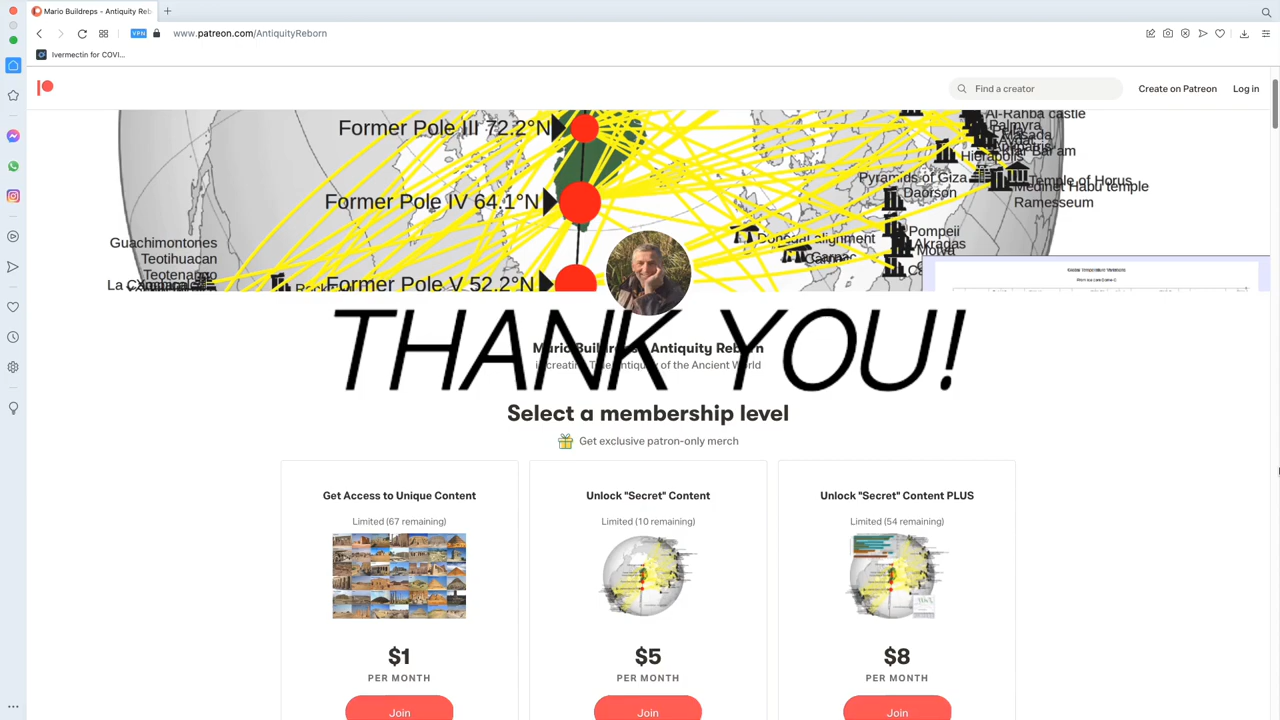 Mario Buildreps - Antiquity Reb
VPN
www.patreon.com/AntiquityReborn
Ivermectin for COVI...
Find a creator
Create on Patreon
Log in
Former Pole III 72.2°N
Former Pole IV 64.1°N
Former Pole V 52.2°N
Guachimontones
Teotihuacan
Teotenango
Al-Rahba castle
Palmyra
Masada
Hierapolis
Pyramids of Giza
Temple of Horus
Medinet Habu temple
Daorson
Ramesseum
Pompeii
Akragas
Carnac
THANK YOU!
Mario Buildreps - Antiquity Reborn
Select a membership level
Get exclusive patron-only merch
Get Access to Unique Content
Limited (67 remaining)
$1
PER MONTH
Join
Unlock "Secret" Content
Limited (10 remaining)
$5
PER MONTH
Join
Unlock "Secret" Content PLUS
Limited (54 remaining)
$8
PER MONTH
Join